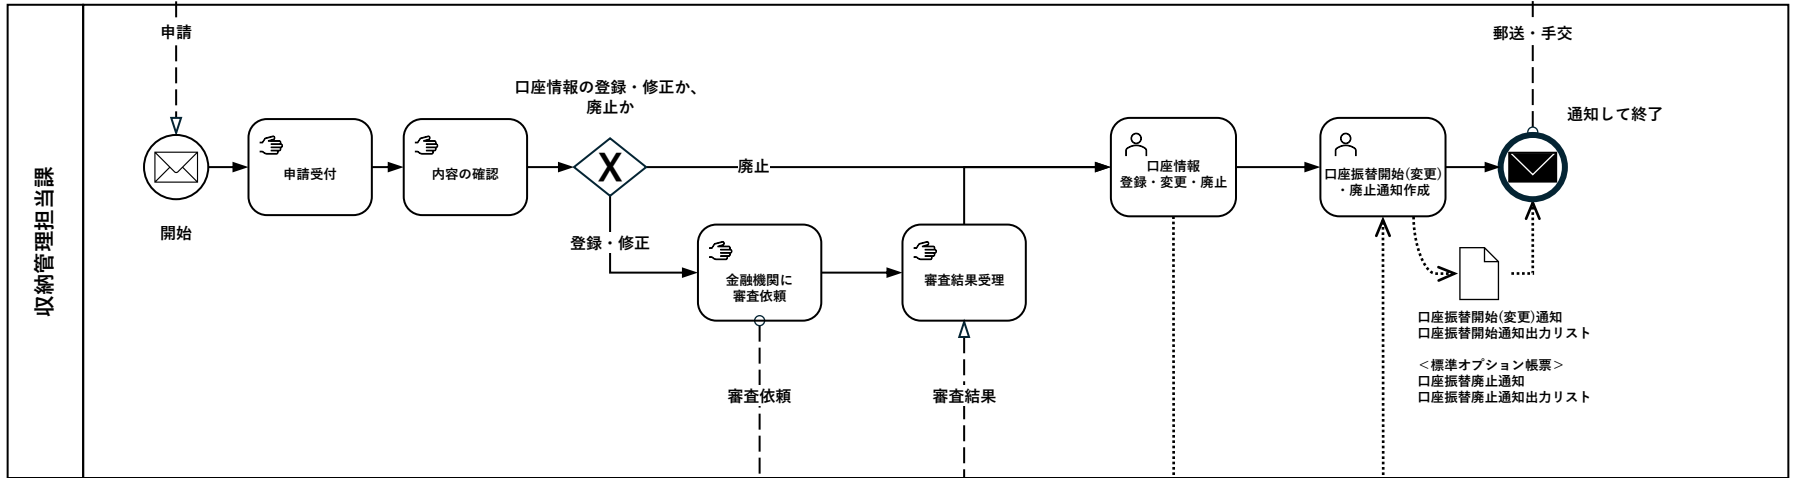 収納管理担当課
申請
郵送・手交
口座情報の登録・修正か、
廃止か
通知して終了
開始
申請受付
内容の確認
X
廃止
口座情報
登録・変更・廃止
口座振替開始(変更)
・廃止通知作成
登録・修正
金融機関に
審査依頼
審査結果受理
口座振替開始(変更)通知
口座振替開始通知出力リスト
<標準オプション帳票>
口座振替廃止通知
口座振替廃止通知出力リスト
審査依頼
審査結果